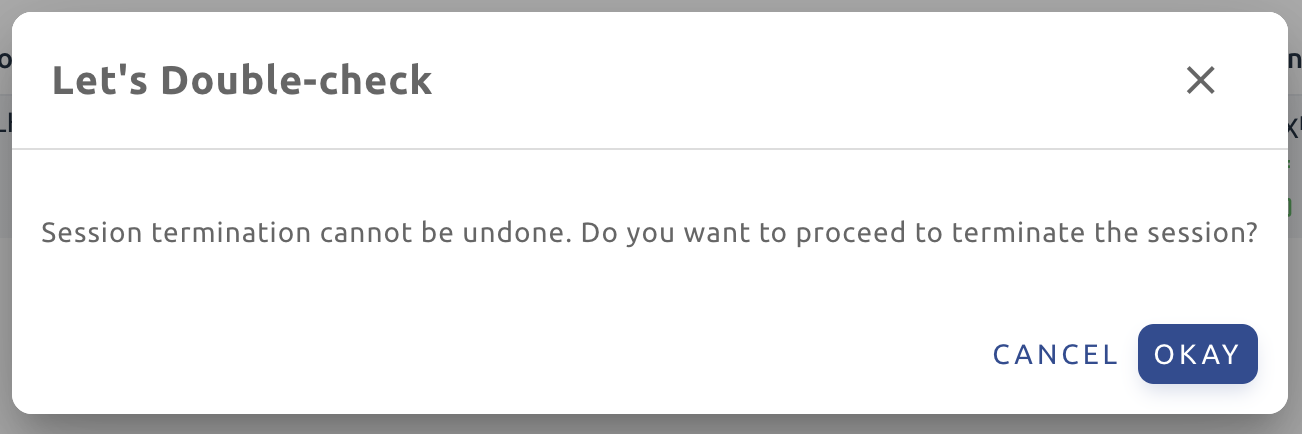 Let's Double-check
Session termination cannot be undone. Do you want to proceed to terminate the session?
CANCEL OKAY